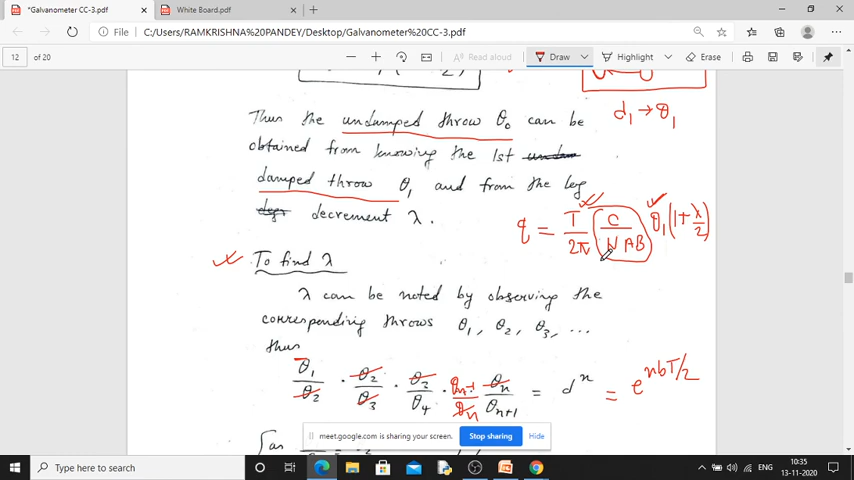 *Galvanometer CC-3.pdf
White Board.pdf
C:/Users/RAMKRISHNA%20PANDEY/Desktop/Galvanometer%20CC-3.pdf
12 of 20
Read aloud
Draw
Highlight
Erase
d1 → θ1
Thus the undamped throw θ0 can be
obtained from knowing the 1st
damped throw θ1 and from the log
decrement λ.
q = T/2π (C/NAB) θ1 (1 + λ/2)
To find λ
λ can be noted by observing the
corresponding throws θ1, θ2, θ3, ...
thus
θ1/θ2 · θ2/θ3 · θ3/θ4 · θn-1/θn θn/θn+1 = d^n = e^nbT/2
meet.google.com is sharing your screen.
Stop sharing
Hide
Type here to search
ENG
10:35
13-11-2020